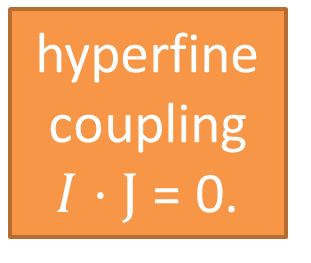 hyperfine
coupling
I · J = 0.